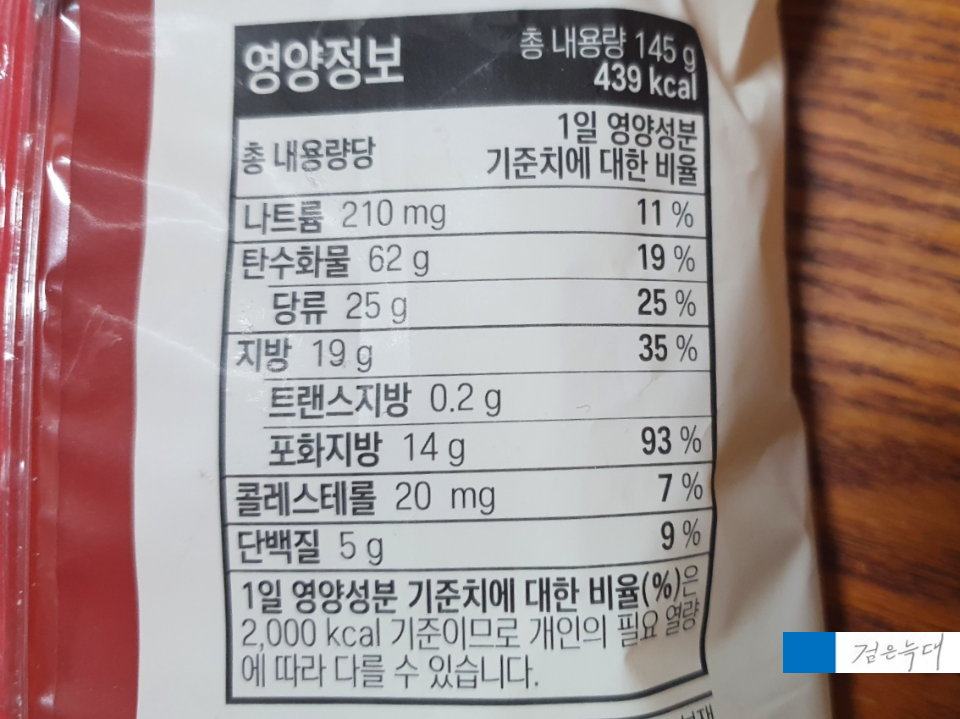 영양정보
총 내용량 145 g
439 kcal
총 내용량당
1일 영양성분
기준치에 대한 비율
나트륨 210 mg 11 %
탄수화물 62 g 19 %
당류 25 g 25 %
지방 19 g 35 %
트랜스지방 0.2 g
포화지방 14 g 93 %
콜레스테롤 20 mg 7 %
단백질 5 g 9 %
1일 영양성분 기준치에 대한 비율(%)은
2,000 kcal 기준이므로 개인의 필요 열량
에 따라 다를 수 있습니다.
검은늑대